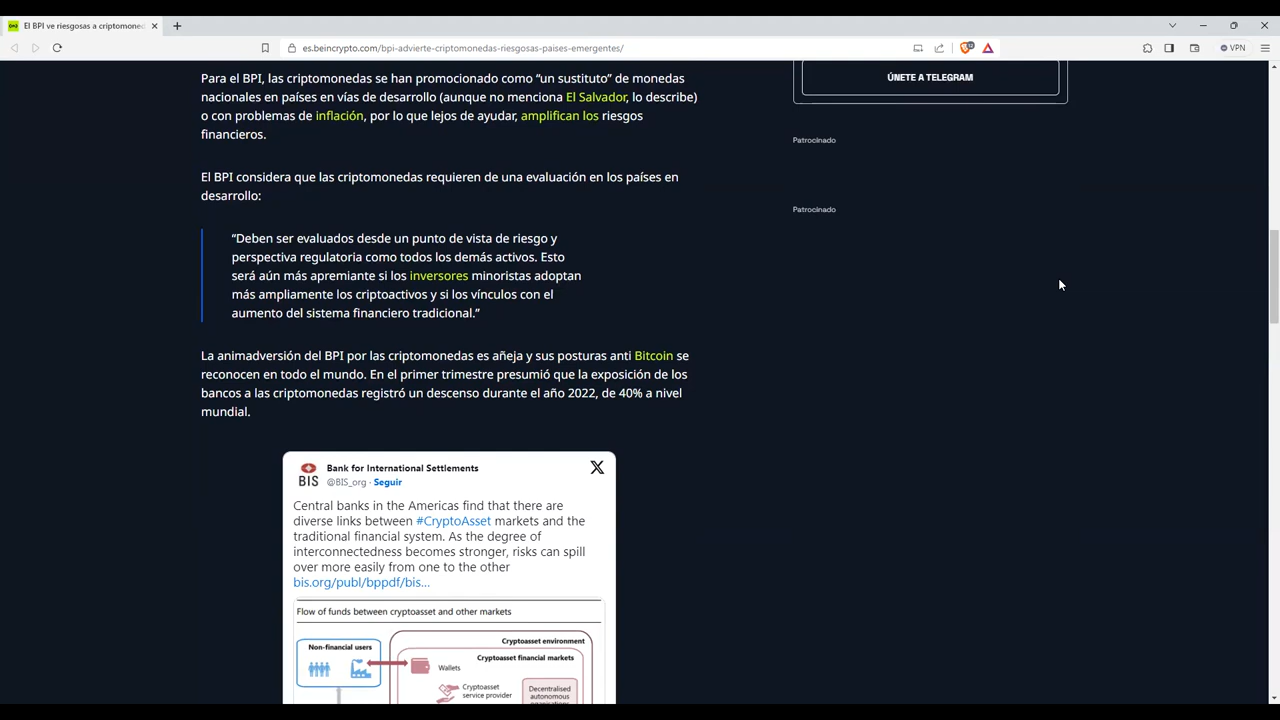 El BPI ve riesgosas a criptomoned
es.beincrypto.com/bpi-advierte-criptomonedas-riesgosas-paises-emergentes/
VPN
Para el BPI, las criptomonedas se han promocionado como “un sustituto” de monedas
nacionales en países en vías de desarrollo (aunque no menciona El Salvador, lo describe)
o con problemas de inflación, por lo que lejos de ayudar, amplifican los riesgos
financieros.
El BPI considera que las criptomonedas requieren de una evaluación en los países en
desarrollo:
“Deben ser evaluados desde un punto de vista de riesgo y
perspectiva regulatoria como todos los demás activos. Esto
será aún más apremiante si los inversores minoristas adoptan
más ampliamente los criptoactivos y si los vínculos con el
aumento del sistema financiero tradicional.”
La animadversión del BPI por las criptomonedas es añeja y sus posturas anti Bitcoin se
reconocen en todo el mundo. En el primer trimestre presumió que la exposición de los
bancos a las criptomonedas registró un descenso durante el año 2022, de 40% a nivel
mundial.
Bank for International Settlements
BIS @BIS_org · Seguir
Central banks in the Americas find that there are
diverse links between #CryptoAsset markets and the
traditional financial system. As the degree of
interconnectedness becomes stronger, risks can spill
over more easily from one to the other
bis.org/publ/bppdf/bis…
Flow of funds between cryptoasset and other markets
Cryptoasset environment
Non-financial users
Cryptoasset financial markets
Wallets
Cryptoasset
service provider
Decentralised
autonomous
ÚNETE A TELEGRAM
Patrocinado
Patrocinado